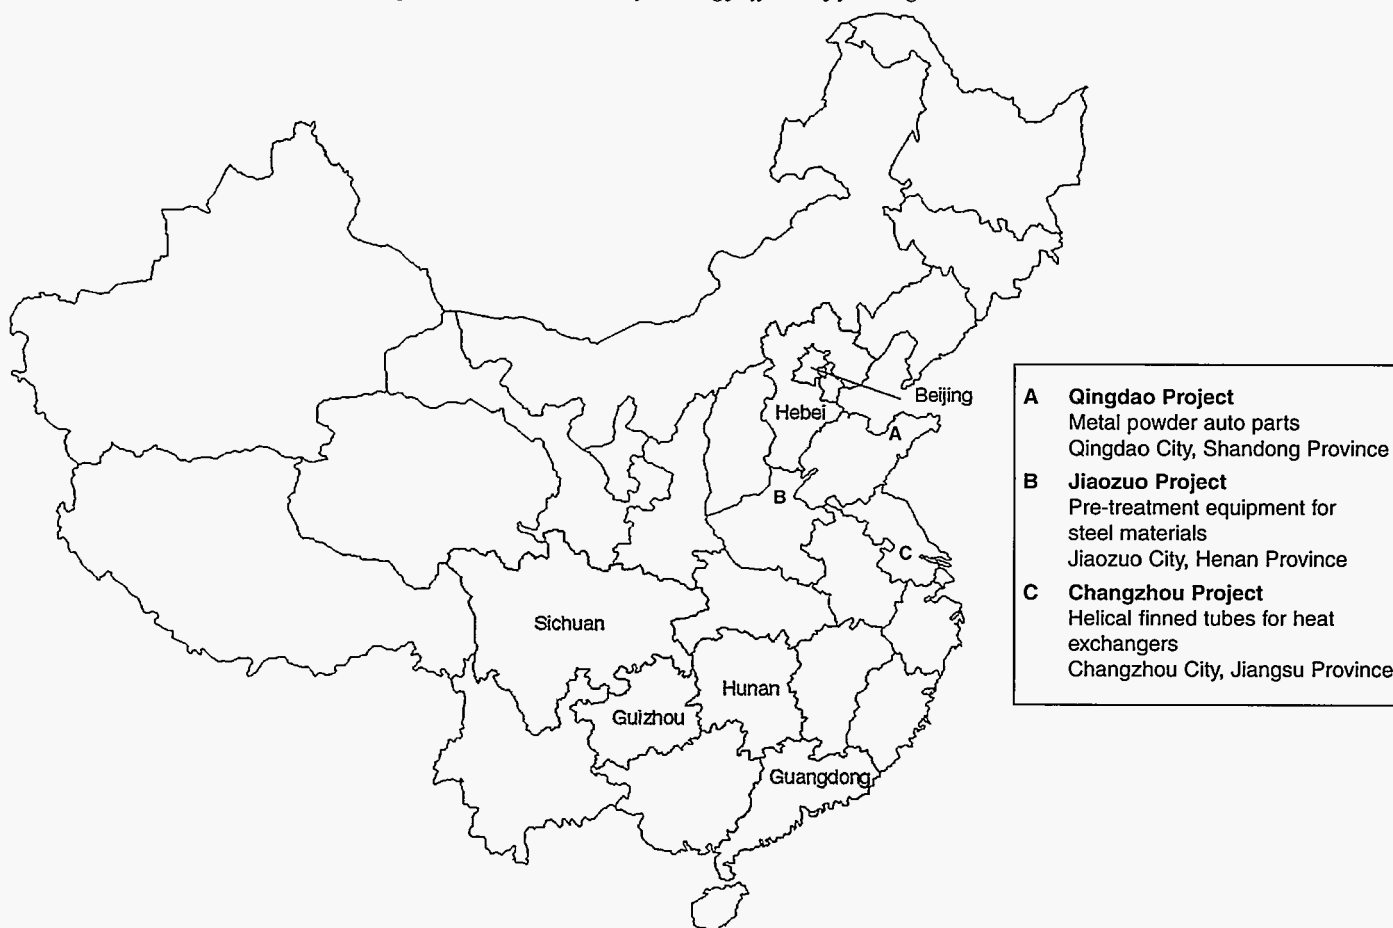 Beijing
Hebei
A
B
C
Sichuan
Hunan
Guizhou
Guangdong
A Qingdao Project
Metal powder auto parts
Qingdao City, Shandong Province
B Jiaozuo Project
Pre-treatment equipment for
steel materials
Jiaozuo City, Henan Province
C Changzhou Project
Helical finned tubes for heat
exchangers
Changzhou City, Jiangsu Province